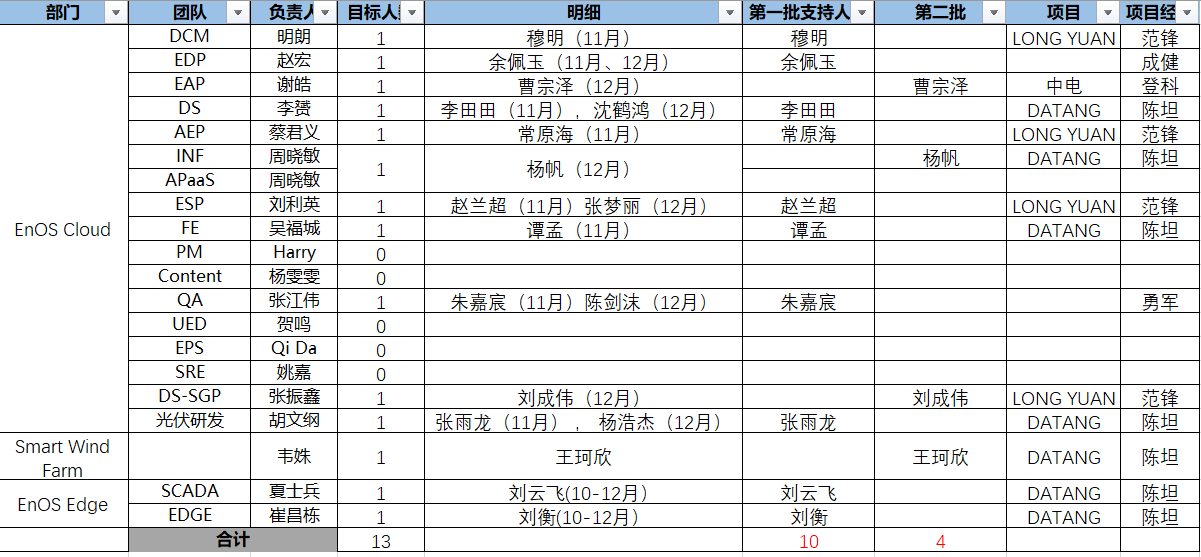 部门 团队 负责人 目标人 明细 第一批支持人 第二批 项目 项目经
DCM 明朗 1 穆明（11月） 穆明 LONG YUAN 范锋
EDP 赵宏 1 余佩玉（11月、12月） 余佩玉 成健
EAP 谢皓 1 曹宗泽（12月） 曹宗泽 中电 登科
DS 李赟 1 李田田（11月），沈鹤鸿（12月） 李田田 DATANG 陈坦
AEP 蔡君义 1 常原海（11月） 常原海 LONG YUAN 范锋
INF 周晓敏 1 杨帆（12月） 杨帆 DATANG 陈坦
APaaS 周晓敏
ESP 刘利英 1 赵兰超（11月）张梦丽（12月） 赵兰超 LONG YUAN 范锋
EnOS Cloud FE 吴福城 1 谭孟（11月） 谭孟 DATANG 陈坦
PM Harry 0
Content 杨雯雯 0
QA 张江伟 1 朱嘉宸（11月）陈剑沫（12月） 朱嘉宸 勇军
UED 贺鸣 0
EPS Qi Da 0
SRE 姚嘉 0
DS-SGP 张振鑫 1 刘成伟（12月） 刘成伟 LONG YUAN 范锋
光伏研发 胡文纲 1 张雨龙（11月）， 杨浩杰（12月） 张雨龙 DATANG 陈坦
Smart Wind
Farm 韦姝 1 王珂欣 王珂欣 DATANG 陈坦
EnOS Edge SCADA 夏士兵 1 刘云飞(10-12月） 刘云飞 DATANG 陈坦
EDGE 崔昌栋 1 刘衡(10-12月） 刘衡 DATANG 陈坦
合计 13 10 4